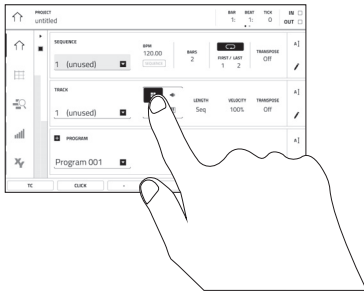 PROJECT
untitled
BAR BEAT TICK
1: 1: 0
IN
OUT
SEQUENCE
1 (unused)
BPM
120.00
SEQUENCE
BARS
2
FIRST / LAST
1 2
TRANSPOSE
Off
TRACK
1 (unused)
LENGTH
Seq
VELOCITY
100%
TRANSPOSE
Off
PROGRAM
Program 001
TC
CLICK
-